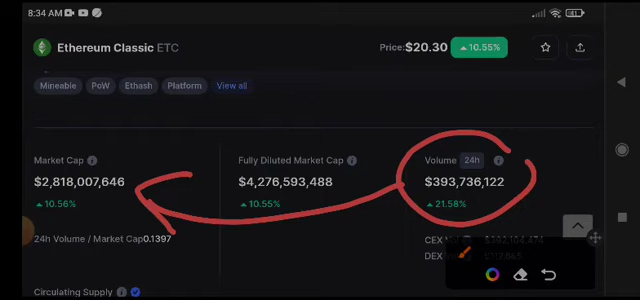 8:34 AM
Ethereum Classic ETC
Price:$20.30
10.55%
Mineable
PoW
Ethash
Platform
View all
Market Cap
$2,818,007,646
10.56%
24h Volume / Market Cap0.1397
Fully Diluted Market Cap
$4,276,593,488
10.55%
Volume 24h
$393,736,122
21.58%
CEX
DEX
Circulating Supply